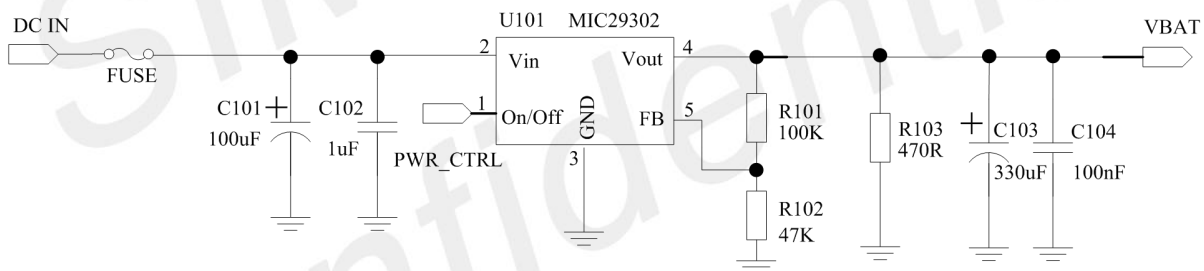 DC IN
FUSE
C101
100uF
C102
1uF
U101 MIC29302
2
Vin
Vout
4
1
On/Off
PWR_CTRL
GND
3
FB
5
R101
100K
R102
47K
R103
470R
C103
330uF
C104
100nF
VBAT